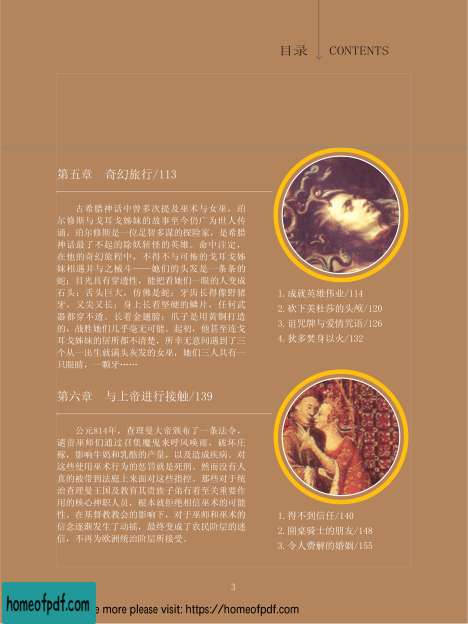 目录 CONTENTS
第五章 奇幻旅行/113
古希腊神话中曾多次提及巫术与女巫，珀
尔修斯与戈耳戈姊妹的故事至今仍广为世人传
诵。珀尔修斯是一位足智多谋的探险家，是希腊
神话最了不起的除妖斩怪的英雄。命中注定，
在他的奇幻旅程中，不得不与可怖的戈耳戈姊
妹相遇并与之械斗——她们的头发是一条条的
蛇；目光具有穿透性，能把看她们一眼的人变成
石头；舌头巨大，仿佛是蛇；牙齿长得像野猪
牙，又尖又长；身上长着坚硬的鳞片，任何武
器都穿不透。长着金翅膀；爪子是用黄铜打造
的，战胜她们几乎毫无可能。起初，他甚至连戈
耳戈姊妹的居所都不清楚，所幸无意间遇到了三
个从一出生就满头灰发的女巫，她们三人共有一
只眼睛，一颗牙……
1.成就英雄伟业/114
2.砍下美杜莎的头颅/120
3.诅咒牌与爱情咒语/126
4.狄多焚身以火/132
第六章 与上帝进行接触/139
公元814年，查理曼大帝颁布了一条法令，
谴责巫师们通过召集魔鬼来呼风唤雨、破坏庄
稼，影响牛奶和乳酪的产量，以及造成疾病。对
这些使用巫术行为的惩罚就是死刑。然而没有人
真的被带到法庭上来面对这些指控。那些对于统
治查理曼王国及教育其贵族子弟有着至关重要作
用的核心神职人员，根本就拒绝相信巫术的可能
性。在基督教教会的影响下，对于巫师和巫术的
信念逐渐发生了动摇，最终变成了农民阶层的迷
信，不再为欧洲统治阶层所接受。
1.得不到信任/140
2.圆桌骑士的朋友/148
3.令人费解的婚姻/155
3
homeofpdf.com
e more please visit: https://homeofpdf.com